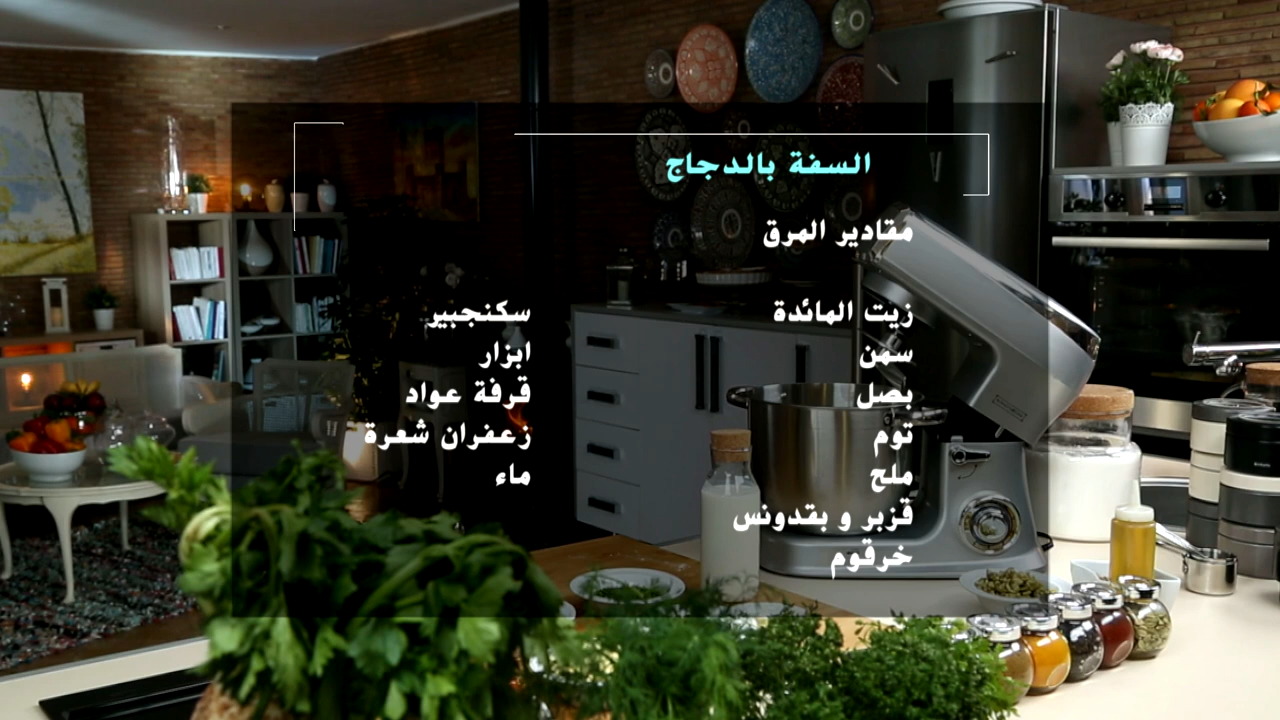 السفة بالدجاج
مقادير المرق
زيت المائدة
سمن
بصل
توم
ملح
قزبر و بقدونس
خرقوم
سكنجبير
ابزار
قرفة عواد
زعفران شعرة
ماء